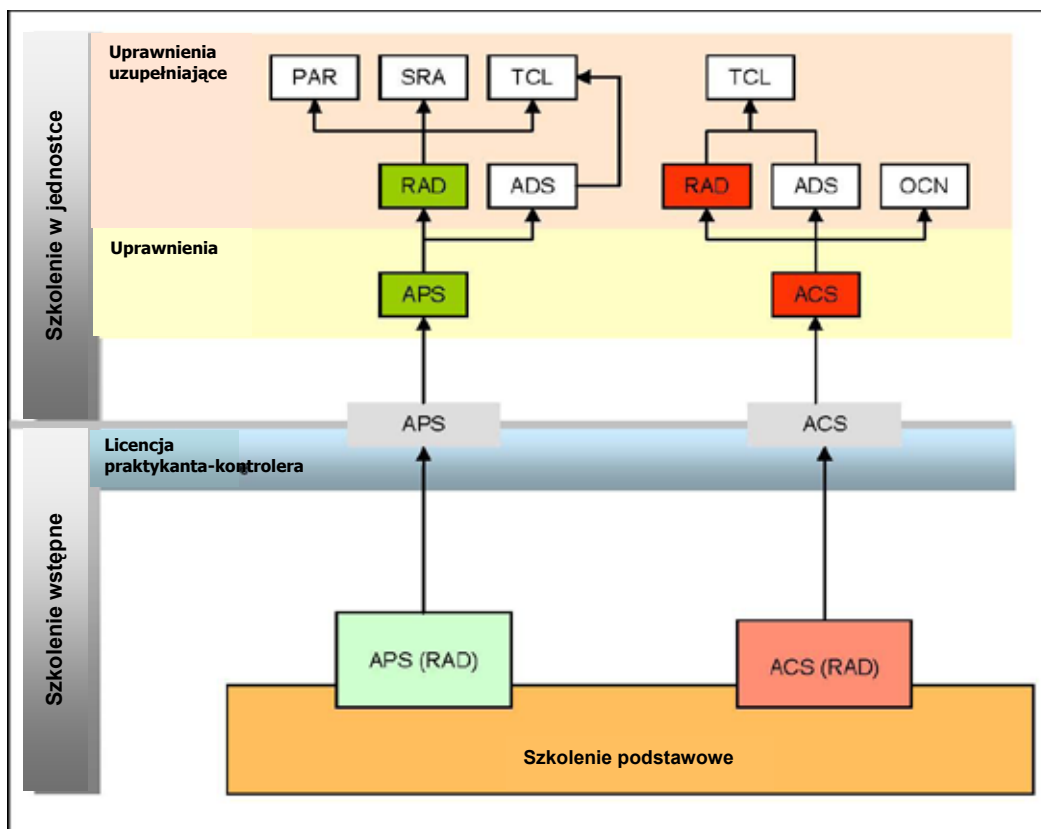 Szkolenie w jednostce
Uprawnienia
uzupełniające
PAR
SRA
TCL
TCL
RAD
ADS
RAD
ADS
OCN
Uprawnienia
APS
ACS
APS
ACS
Licencja
praktykanta-kontrolera
Szkolenie wstępne
APS (RAD)
ACS (RAD)
Szkolenie podstawowe